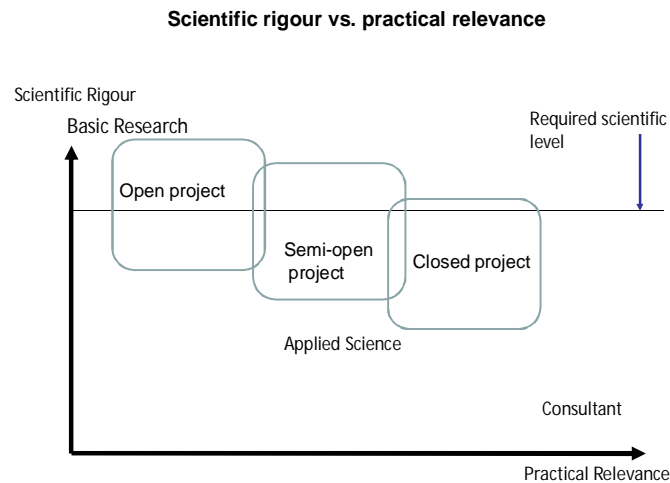 Scientific rigour vs. practical relevance
Scientific Rigour
Basic Research
Required scientific
level
Open project
Semi-open
project
Closed project
Applied Science
Consultant
Practical Relevance